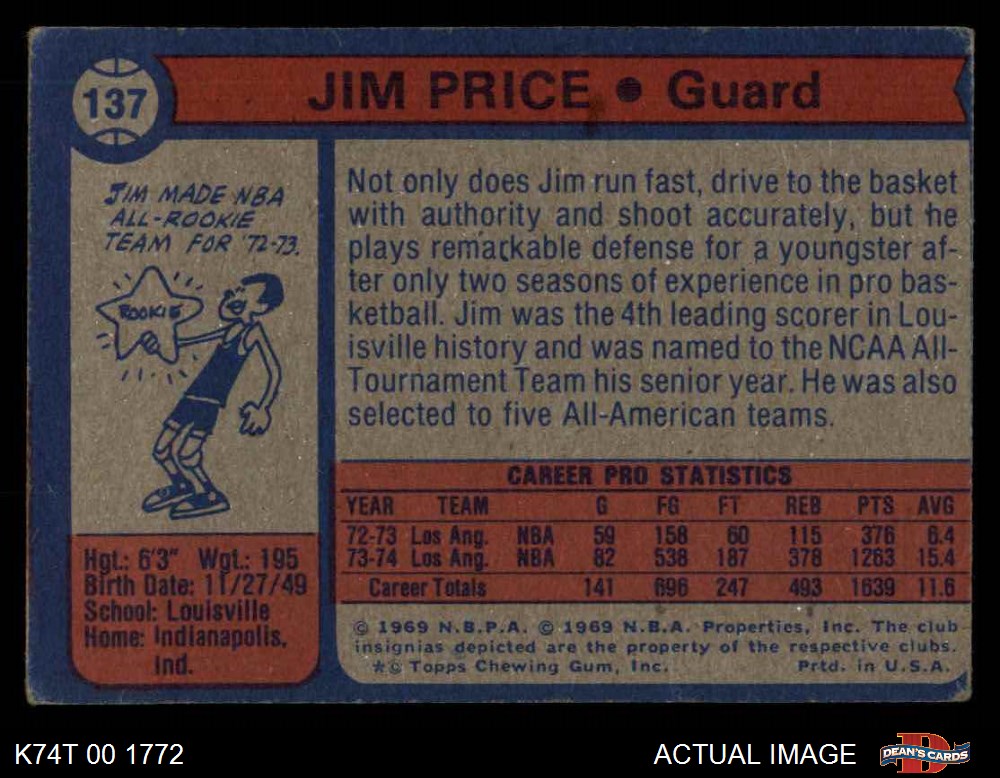 137
JIM PRICE ● Guard
JIM MADE NBA
ALL-ROOKIE
TEAM FOR '72-73.
ROOKIE
Not only does Jim run fast, drive to the basket
with authority and shoot accurately, but he
plays remarkable defense for a youngster af-
ter only two seasons of experience in pro bas-
ketball. Jim was the 4th leading scorer in Lou-
isville history and was named to the NCAA All-
Tournament Team his senior year. He was also
selected to five All-American teams.
CAREER PRO STATISTICS
YEAR TEAM G FG FT REB PTS AVG
72-73 Los Ang. NBA 59 158 60 115 376 6.4
73-74 Los Ang. NBA 82 538 187 378 1263 15.4
Career Totals 141 696 247 493 1639 11.6
Hgt.: 6'3" Wgt.: 195
Birth Date: 11/27/49
School: Louisville
Home: Indianapolis,
Ind.
© 1969 N.B.P.A. © 1969 N.B.A. Properties, Inc. The club
insignias depicted are the property of the respective clubs.
*© Topps Chewing Gum, Inc. Prtd. in U.S.A.
K74T 00 1772
ACTUAL IMAGE
DEAN'S CARDS